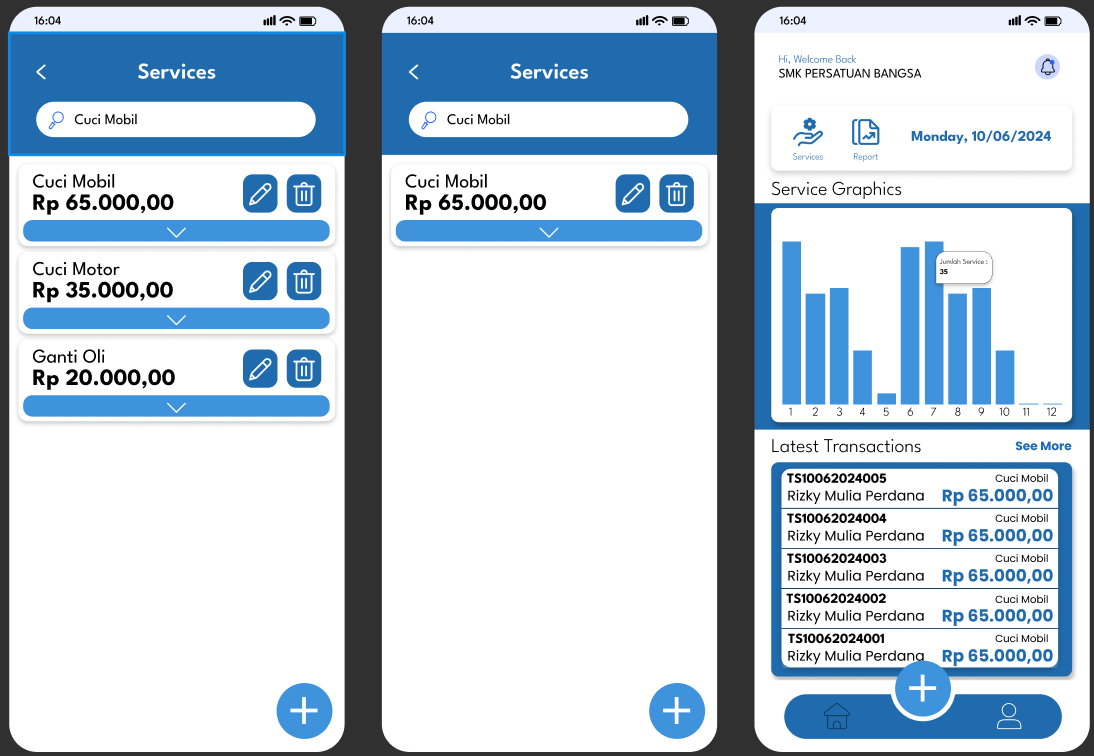 16:04
Services
Cuci Mobil
Cuci Mobil
Rp 65.000,00
Cuci Motor
Rp 35.000,00
Ganti Oli
Rp 20.000,00
16:04
Services
Cuci Mobil
Cuci Mobil
Rp 65.000,00
16:04
Hi, Welcome Back
SMK PERSATUAN BANGSA
Services
Report
Monday, 10/06/2024
Service Graphics
Jumlah Service :
35
1 2 3 4 5 6 7 8 9 10 11 12
Latest Transactions
See More
TS10062024005
Cuci Mobil
Rizky Mulia Perdana
Rp 65.000,00
TS10062024004
Cuci Mobil
Rizky Mulia Perdana
Rp 65.000,00
TS10062024003
Cuci Mobil
Rizky Mulia Perdana
Rp 65.000,00
TS10062024002
Cuci Mobil
Rizky Mulia Perdana
Rp 65.000,00
TS10062024001
Cuci Mobil
Rizky Mulia Perdana
Rp 65.000,00